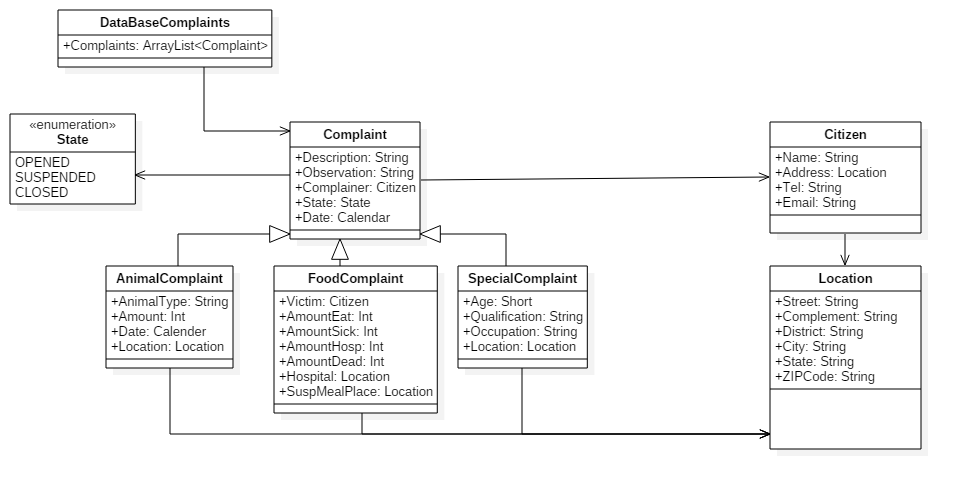 DataBaseComplaints
+Complaints: ArrayList<Complaint>
«enumeration»
State
OPENED
SUSPENDED
CLOSED
Complaint
+Description: String
+Observation: String
+Complainer: Citizen
+State: State
+Date: Calendar
Citizen
+Name: String
+Address: Location
+Tel: String
+Email: String
AnimalComplaint
+AnimalType: String
+Amount: Int
+Date: Calender
+Location: Location
FoodComplaint
+Victim: Citizen
+AmountEat: Int
+AmountSick: Int
+AmountHosp: Int
+AmountDead: Int
+Hospital: Location
+SuspMealPlace: Location
SpecialComplaint
+Age: Short
+Qualification: String
+Occupation: String
+Location: Location
Location
+Street: String
+Complement: String
+District: String
+City: String
+State: String
+ZIPCode: String